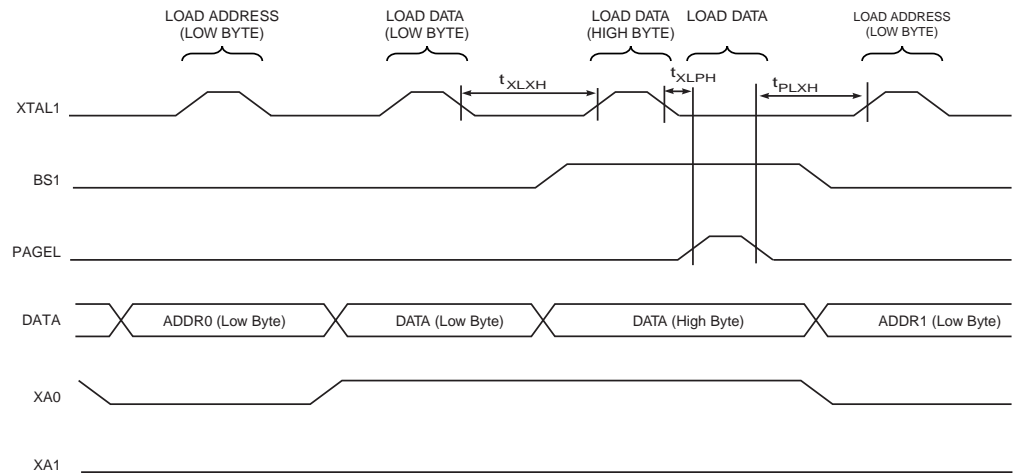 LOAD ADDRESS
(LOW BYTE)
LOAD DATA
(LOW BYTE)
LOAD DATA
(HIGH BYTE)
LOAD DATA
LOAD ADDRESS
(LOW BYTE)
tXLXH
tXLPH
tPLXH
XTAL1
BS1
PAGEL
DATA
ADDR0 (Low Byte)
DATA (Low Byte)
DATA (High Byte)
ADDR1 (Low Byte)
XA0
XA1